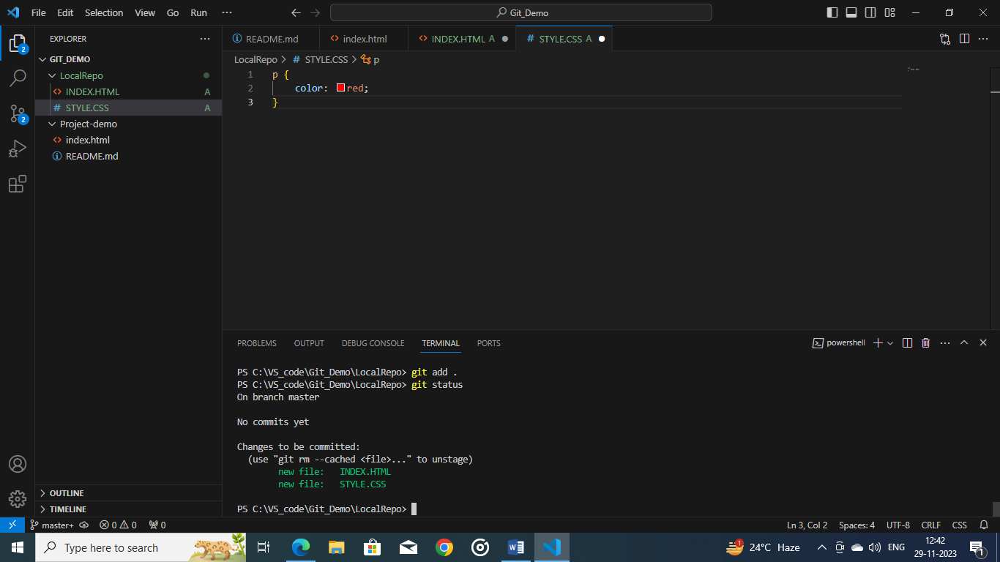 File Edit Selection View Go Run ···
Git_Demo
EXPLORER
GIT_DEMO
LocalRepo
INDEX.HTML A
STYLE.CSS A
Project-demo
index.html
README.md
OUTLINE
TIMELINE
2
2
README.md index.html INDEX.HTML A STYLE.CSS A
LocalRepo > # STYLE.CSS > p
1 p {
2 color: red;
3 }
PROBLEMS OUTPUT DEBUG CONSOLE TERMINAL PORTS
powershell
PS C:\VS_code\Git_Demo\LocalRepo> git add .
PS C:\VS_code\Git_Demo\LocalRepo> git status
On branch master
No commits yet
Changes to be committed:
(use "git rm --cached <file>..." to unstage)
new file: INDEX.HTML
new file: STYLE.CSS
PS C:\VS_code\Git_Demo\LocalRepo>
master+ 0 0 0
Ln 3, Col 2 Spaces: 4 UTF-8 CRLF CSS
Type here to search
1
24°C Haze
ENG
12:42
29-11-2023
1